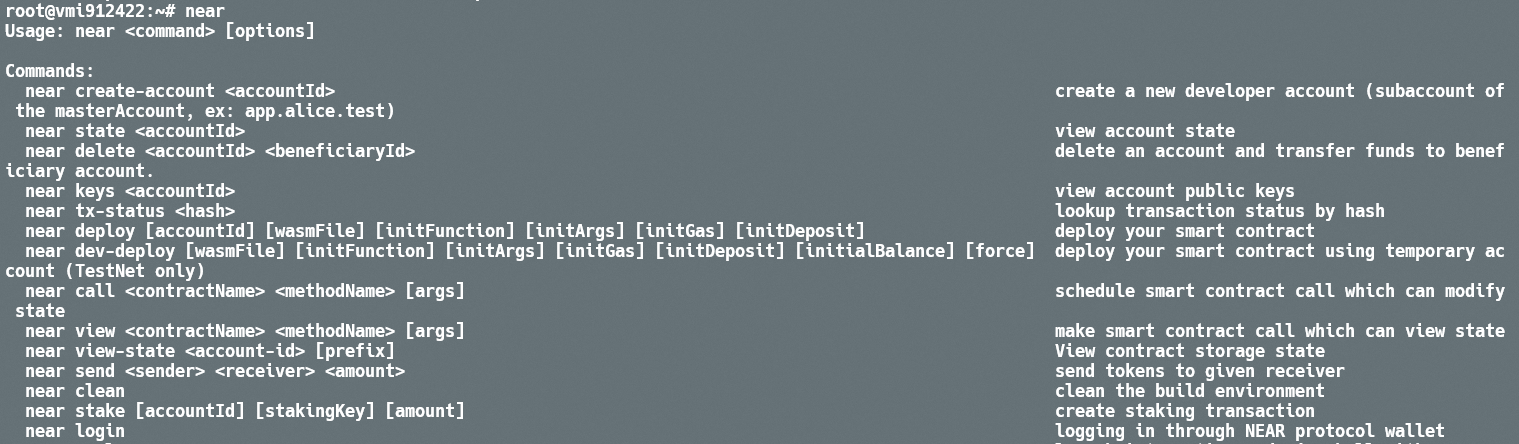 root@vmi912422:~# near
Usage: near <command> [options]
Commands:
near create-account <accountId> create a new developer account (subaccount of
the masterAccount, ex: app.alice.test)
near state <accountId> view account state
near delete <accountId> <beneficiaryId> delete an account and transfer funds to benef
iciary account.
near keys <accountId> view account public keys
near tx-status <hash> lookup transaction status by hash
near deploy [accountId] [wasmFile] [initFunction] [initArgs] [initGas] [initDeposit] deploy your smart contract
near dev-deploy [wasmFile] [initFunction] [initArgs] [initGas] [initDeposit] [initialBalance] [force] deploy your smart contract using temporary ac
count (TestNet only)
near call <contractName> <methodName> [args] schedule smart contract call which can modify
state
near view <contractName> <methodName> [args] make smart contract call which can view state
near view-state <account-id> [prefix] View contract storage state
near send <sender> <receiver> <amount> send tokens to given receiver
near clean clean the build environment
near stake [accountId] [stakingKey] [amount] create staking transaction
near login logging in through NEAR protocol wallet